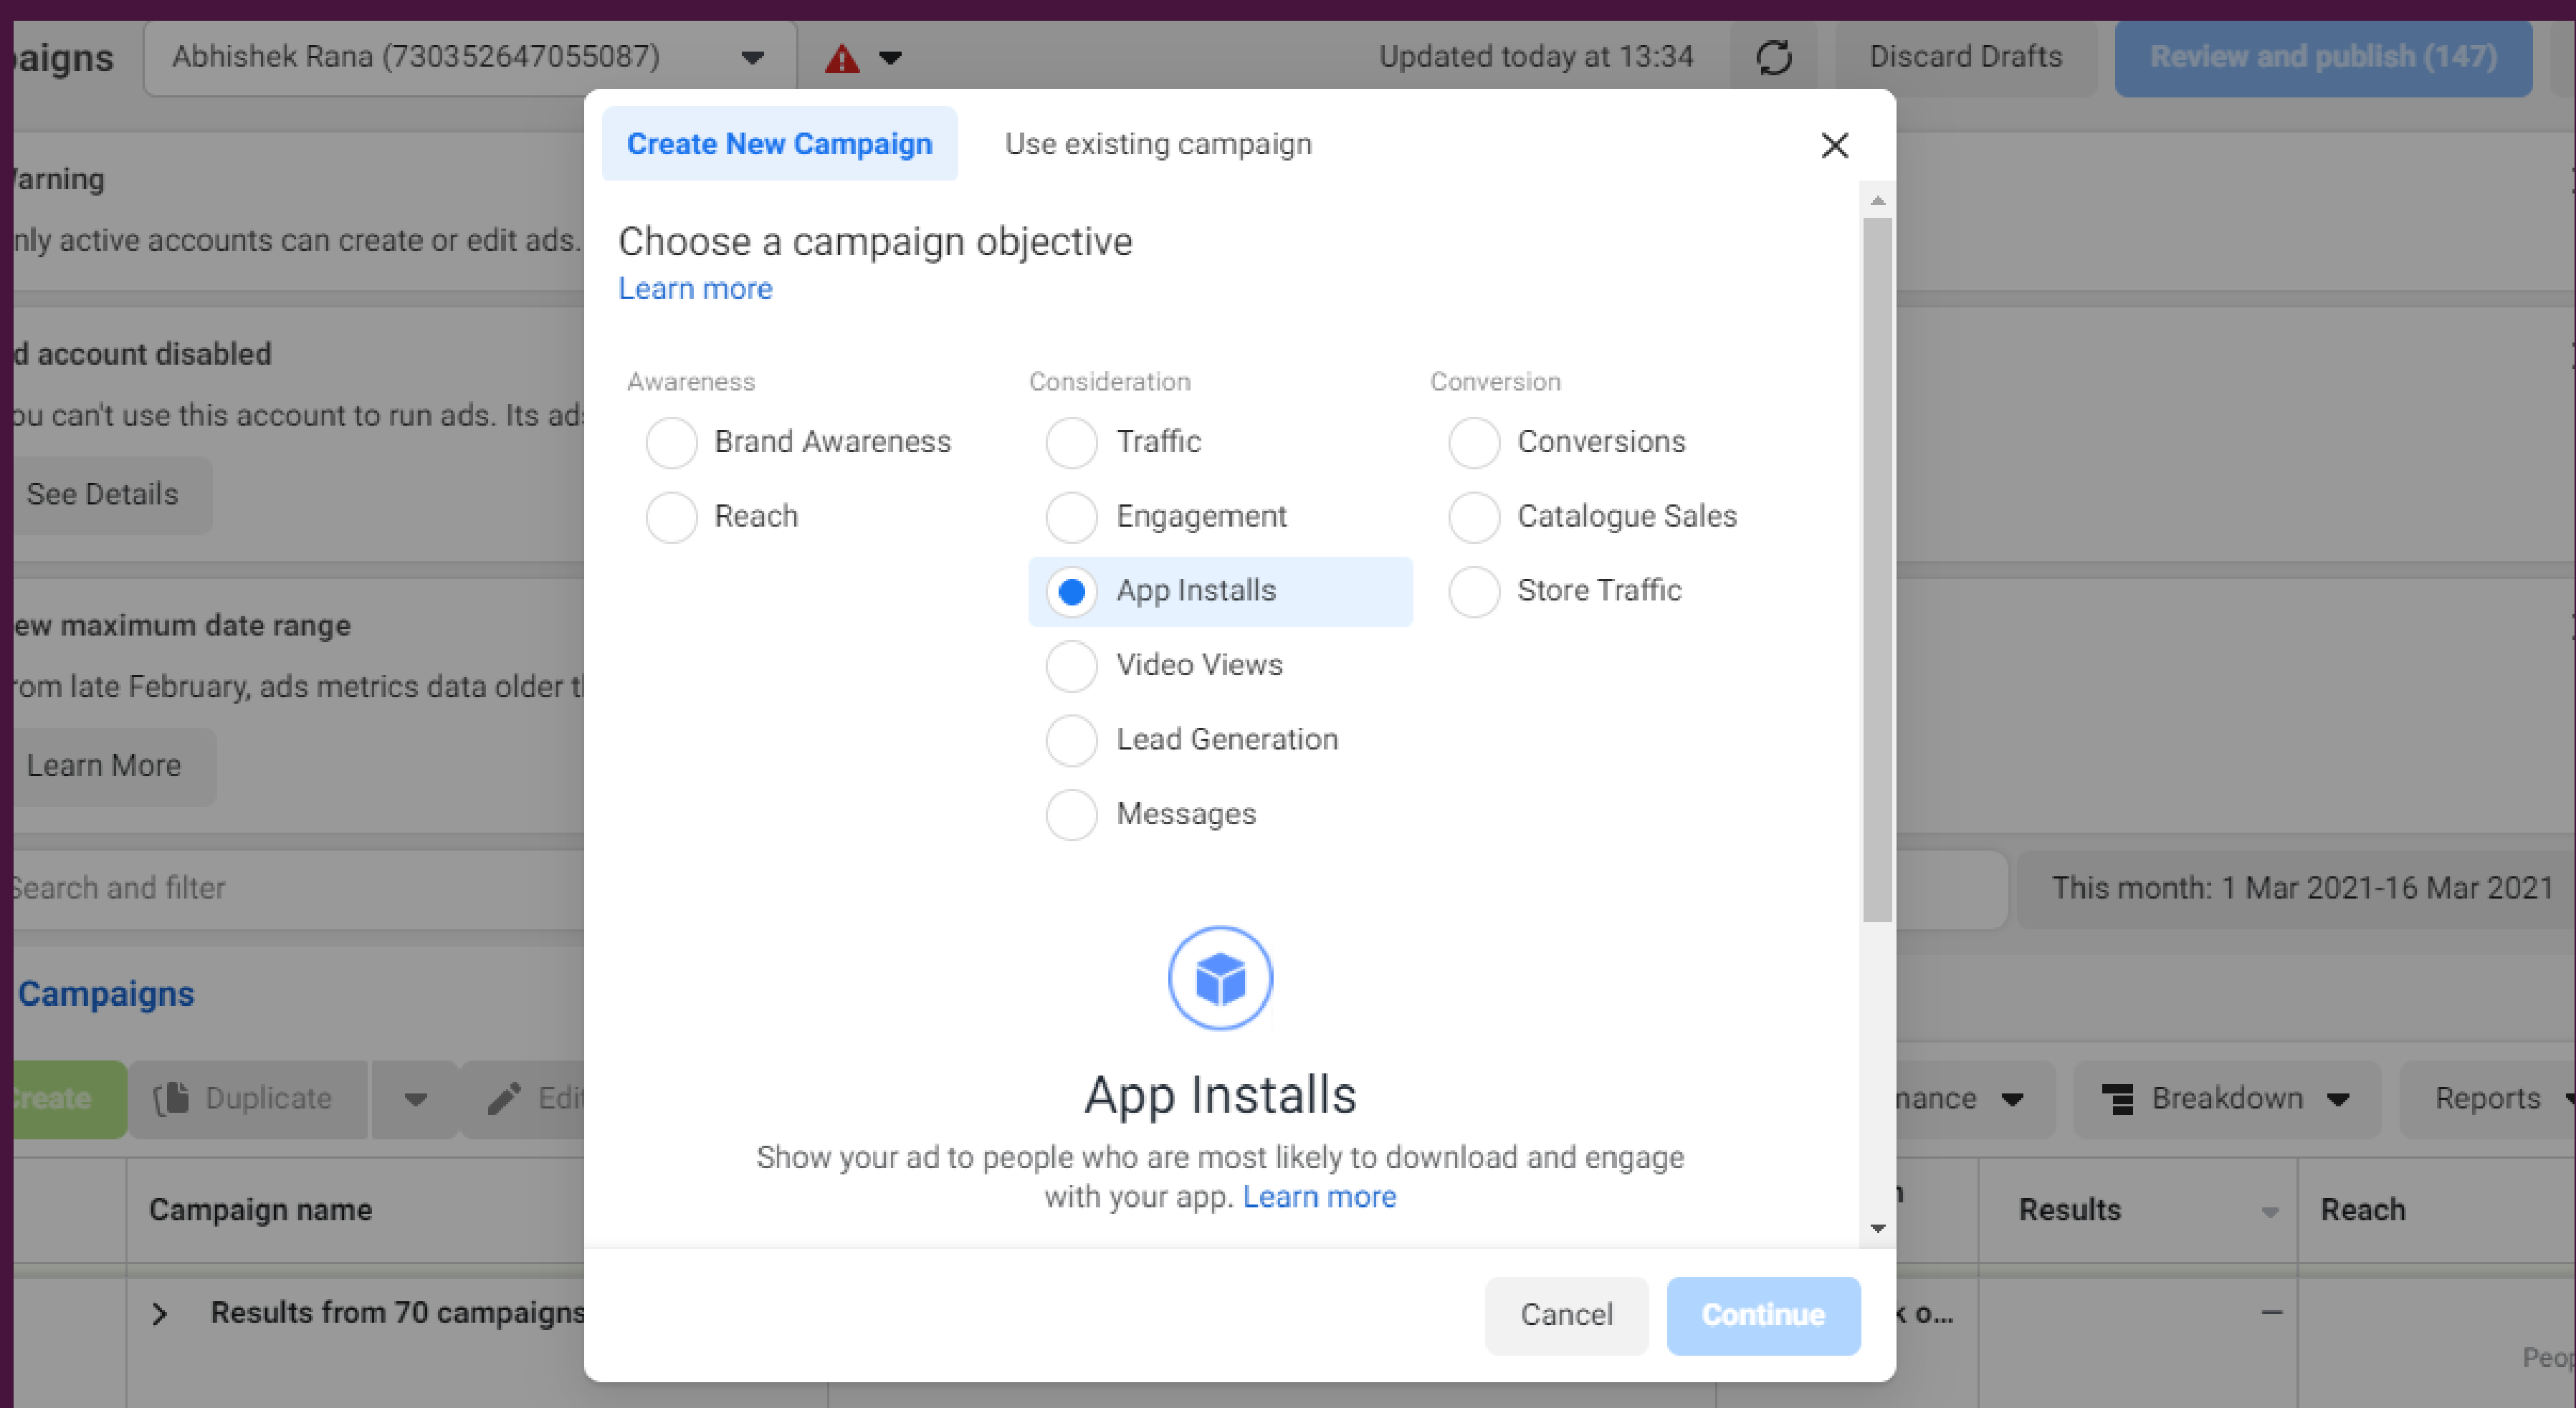 aigns
Abhishek Rana (730352647055087)
Updated today at 13:34
Discard Drafts
Review and publish (147)
Create New Campaign
Use existing campaign
arning
nly active accounts can create or edit ads.
Choose a campaign objective
Learn more
d account disabled
ou can't use this account to run ads. Its ad
See Details
Awareness
Consideration
Conversion
Brand Awareness
Traffic
Conversions
Reach
Engagement
Catalogue Sales
App Installs
Store Traffic
Video Views
Lead Generation
Messages
ew maximum date range
rom late February, ads metrics data older t
Learn More
Search and filter
This month: 1 Mar 2021-16 Mar 2021
Campaigns
Create
Duplicate
Edit
App Installs
Show your ad to people who are most likely to download and engage
with your app. Learn more
mance
Breakdown
Reports
Campaign name
Results
Reach
Results from 70 campaigns
k o...
—
Peop
Cancel
Continue